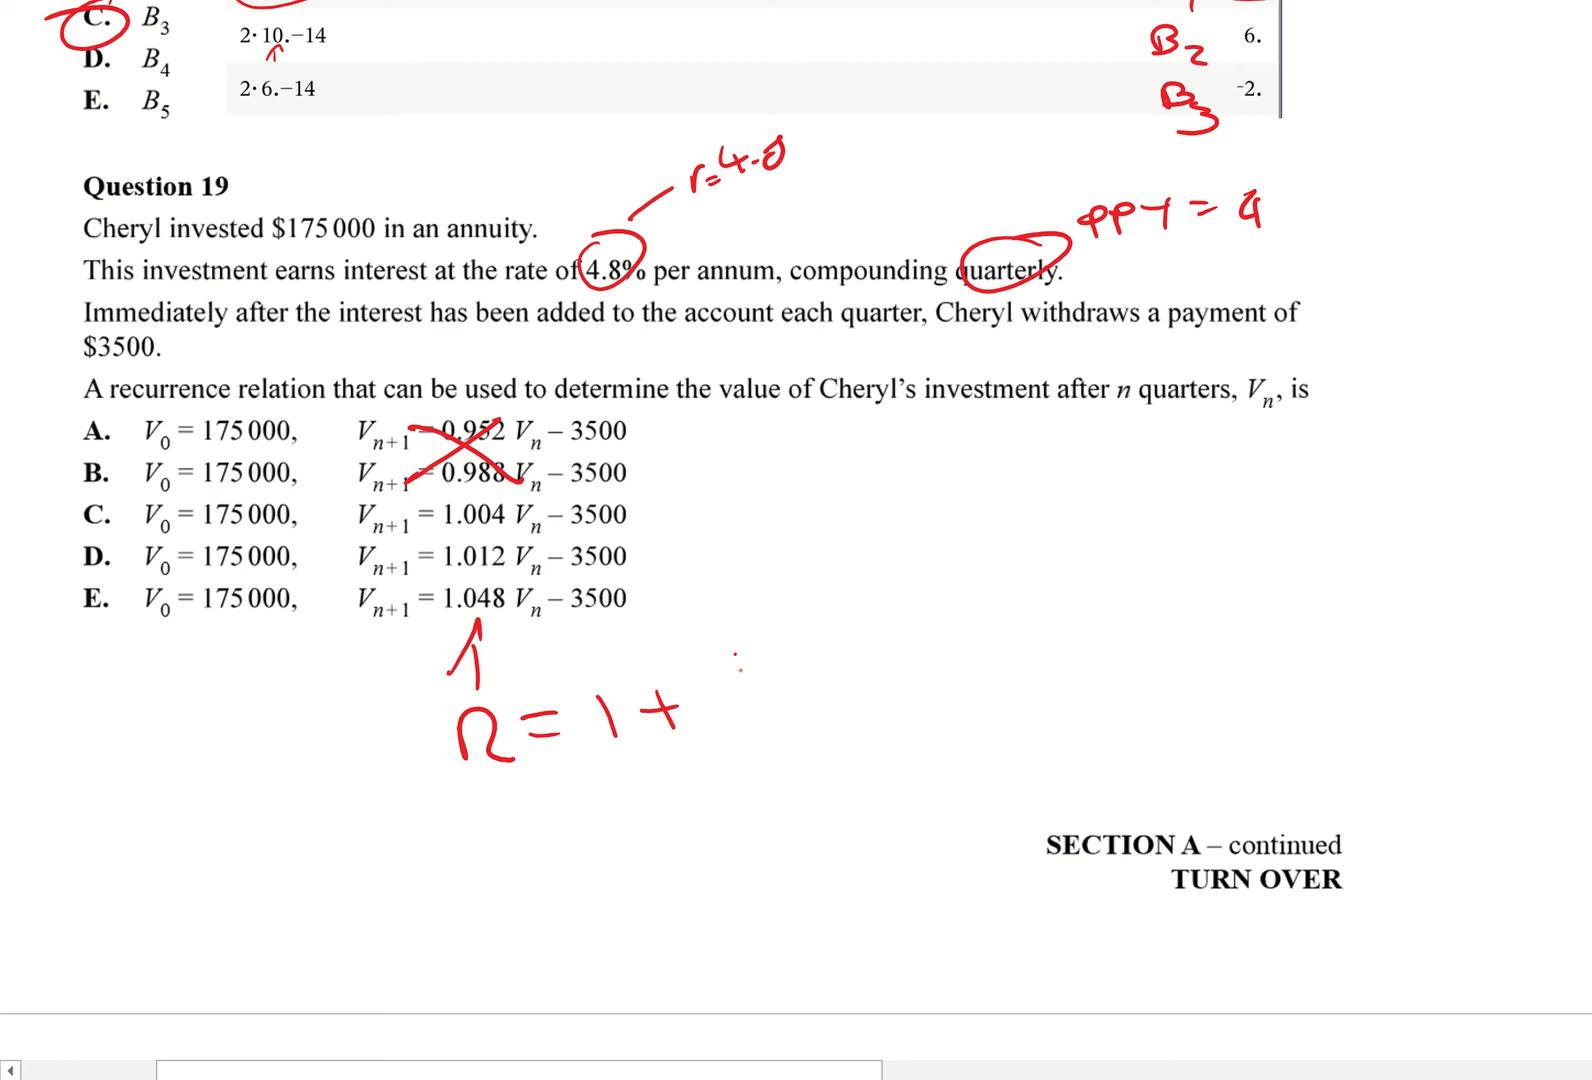 C. B3
2·10.−14
B2
6.
D. B4
E. B5
2·6.−14
B3
-2.
r=4.8
PPY = 4
Question 19
Cheryl invested $175 000 in an annuity.
This investment earns interest at the rate of 4.8% per annum, compounding quarterly.
Immediately after the interest has been added to the account each quarter, Cheryl withdraws a payment of
$3500.
A recurrence relation that can be used to determine the value of Cheryl's investment after n quarters, Vn, is
A. V0 = 175 000, Vn+1 = 0.952 Vn – 3500
B. V0 = 175 000, Vn+1 = 0.988 Vn – 3500
C. V0 = 175 000, Vn+1 = 1.004 Vn – 3500
D. V0 = 175 000, Vn+1 = 1.012 Vn – 3500
E. V0 = 175 000, Vn+1 = 1.048 Vn – 3500
R = 1 +
SECTION A – continued
TURN OVER